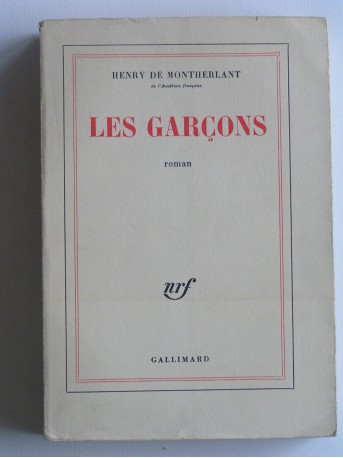 HENRY DE MONTHERLANT
de l'Académie française
LES GARÇONS
roman
nrf
GALLIMARD